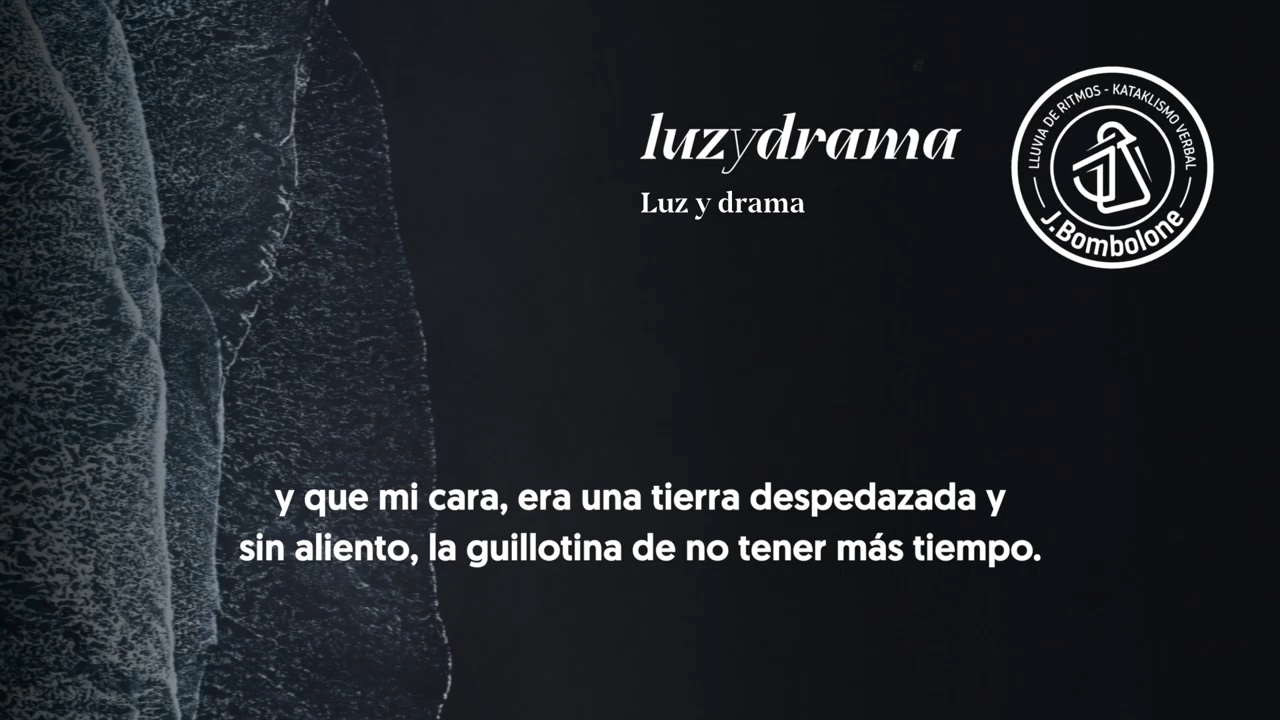 luzydrama
Luz y drama
LLUVIA DE RITMOS - KATAKLISMO VERBAL
J.Bombolone
y que mi cara, era una tierra despedazada y
sin aliento, la guillotina de no tener más tiempo.